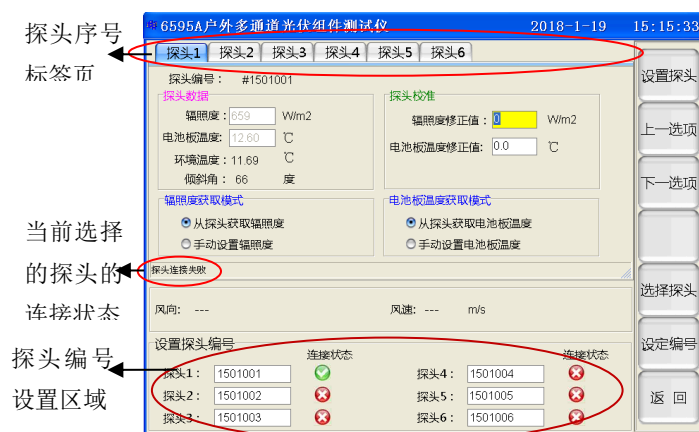 6595A户外多通道光伏组件测试仪 2018-1-19 15:15:33
探头序号
标签页
探头1 探头2 探头3 探头4 探头5 探头6
探头编号： #1501001
探头数据
辐照度：659 W/m2
电池板温度: 12.60 ℃
环境温度：11.69 ℃
倾斜角： 66 度
探头校准
辐照度修正值：0 W/m2
电池板温度修正值: 0.0 ℃
辐照度获取模式
从探头获取辐照度
手动设置辐照度
电池板温度获取模式
从探头获取电池板温度
手动设置电池板温度
当前选择
的探头的
连接状态
探头连接失败
风向: --- 风速: --- m/s
探头编号
设置区域
设置探头编号
连接状态 连接状态
探头1： 1501001 探头4： 1501004
探头2： 1501002 探头5： 1501005
探头3： 1501003 探头6： 1501006
设置探头
上一选项
下一选项
选择探头
设定编号
返 回